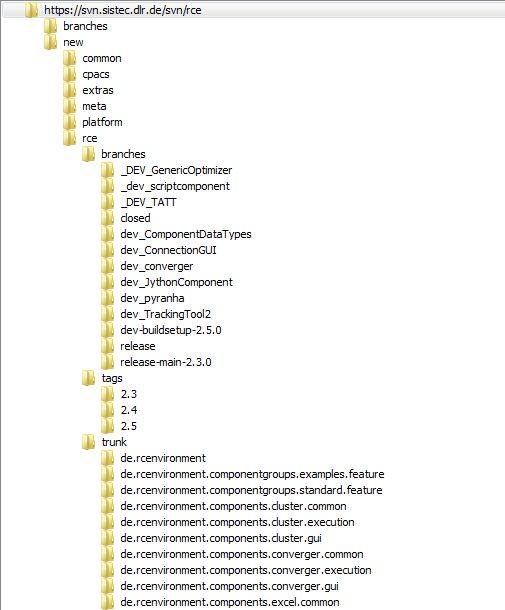 https://svn.sistec.dlr.de/svn/rce
branches
new
common
cpacs
extras
meta
platform
rce
branches
_DEV_GenericOptimizer
_dev_scriptcomponent
_DEV_TATT
closed
dev_ComponentDataTypes
dev_ConnectionGUI
dev_converger
dev_JythonComponent
dev_pyranha
dev_TrackingTool2
dev-buildsetup-2.5.0
release
release-main-2.3.0
tags
2.3
2.4
2.5
trunk
de.rcenvironment
de.rcenvironment.componentgroups.examples.feature
de.rcenvironment.componentgroups.standard.feature
de.rcenvironment.components.cluster.common
de.rcenvironment.components.cluster.execution
de.rcenvironment.components.cluster.gui
de.rcenvironment.components.converger.common
de.rcenvironment.components.converger.execution
de.rcenvironment.components.converger.gui
de.rcenvironment.components.excel.common